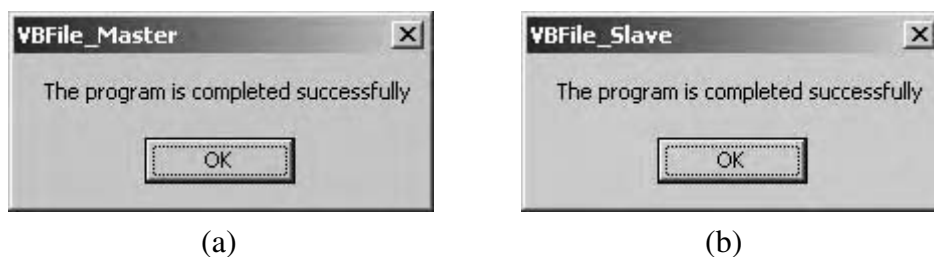 VBFile_Master
The program is completed successfully
OK
(a)
VBFile_Slave
The program is completed successfully
OK
(b)